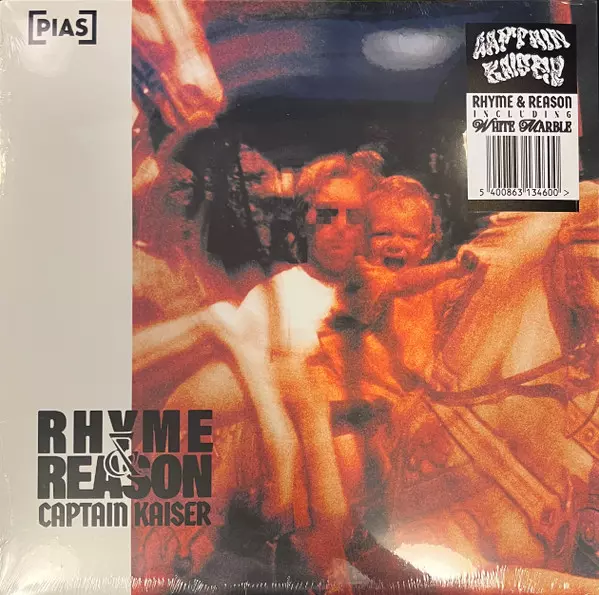 [PIAS]
CAPTAIN
KAISER
RHYME & REASON
INCLUDING
WHITE MARBLE
5 400863 134600 >
RHYME
&
REASON
CAPTAIN KAISER